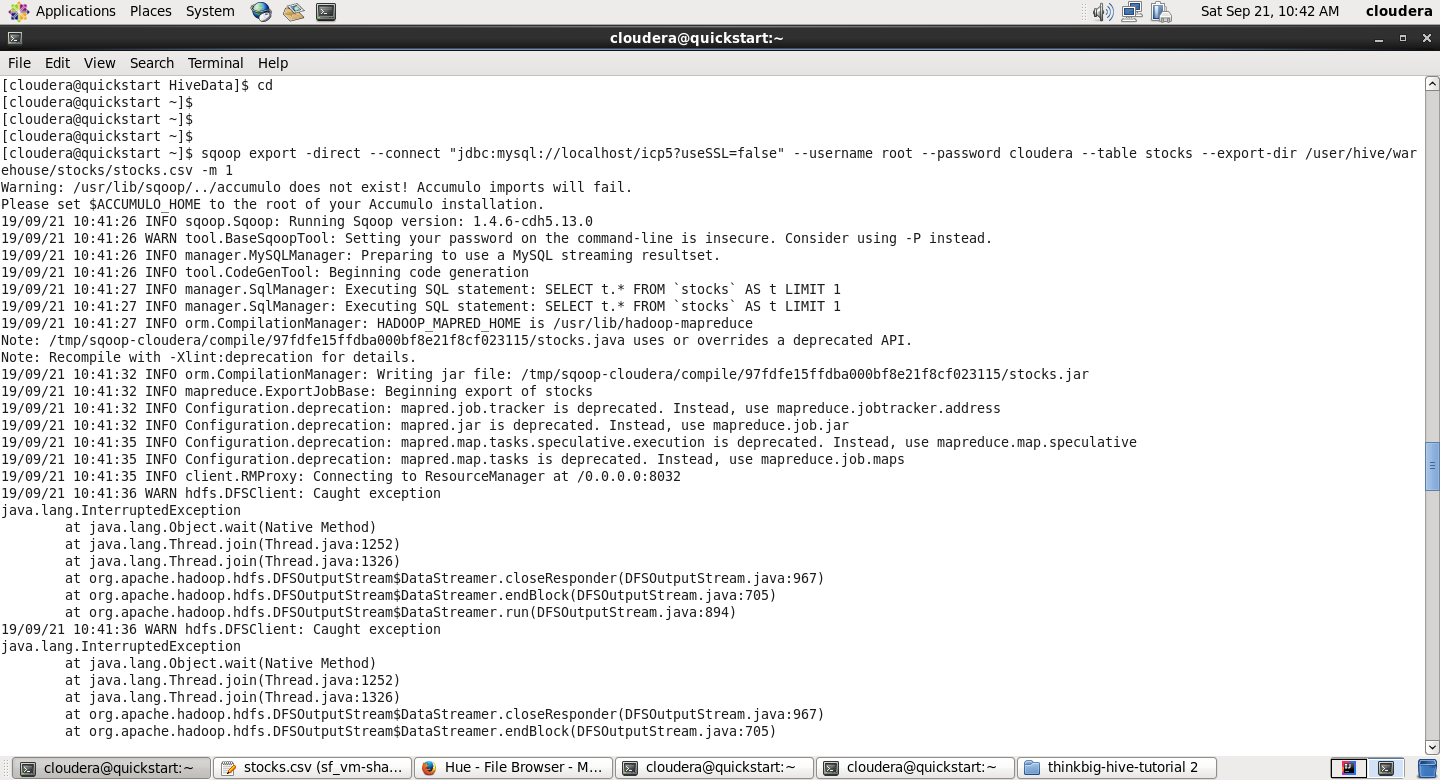 Applications Places System Sat Sep 21, 10:42 AM cloudera
cloudera@quickstart:~
File Edit View Search Terminal Help
[cloudera@quickstart HiveData]$ cd
[cloudera@quickstart ~]$
[cloudera@quickstart ~]$
[cloudera@quickstart ~]$
[cloudera@quickstart ~]$ sqoop export -direct --connect "jdbc:mysql://localhost/icp5?useSSL=false" --username root --password cloudera --table stocks --export-dir /user/hive/war
ehouse/stocks/stocks.csv -m 1
Warning: /usr/lib/sqoop/../accumulo does not exist! Accumulo imports will fail.
Please set $ACCUMULO_HOME to the root of your Accumulo installation.
19/09/21 10:41:26 INFO sqoop.Sqoop: Running Sqoop version: 1.4.6-cdh5.13.0
19/09/21 10:41:26 WARN tool.BaseSqoopTool: Setting your password on the command-line is insecure. Consider using -P instead.
19/09/21 10:41:26 INFO manager.MySQLManager: Preparing to use a MySQL streaming resultset.
19/09/21 10:41:26 INFO tool.CodeGenTool: Beginning code generation
19/09/21 10:41:27 INFO manager.SqlManager: Executing SQL statement: SELECT t.* FROM `stocks` AS t LIMIT 1
19/09/21 10:41:27 INFO manager.SqlManager: Executing SQL statement: SELECT t.* FROM `stocks` AS t LIMIT 1
19/09/21 10:41:27 INFO orm.CompilationManager: HADOOP_MAPRED_HOME is /usr/lib/hadoop-mapreduce
Note: /tmp/sqoop-cloudera/compile/97fdfe15ffdba000bf8e21f8cf023115/stocks.java uses or overrides a deprecated API.
Note: Recompile with -Xlint:deprecation for details.
19/09/21 10:41:32 INFO orm.CompilationManager: Writing jar file: /tmp/sqoop-cloudera/compile/97fdfe15ffdba000bf8e21f8cf023115/stocks.jar
19/09/21 10:41:32 INFO mapreduce.ExportJobBase: Beginning export of stocks
19/09/21 10:41:32 INFO Configuration.deprecation: mapred.job.tracker is deprecated. Instead, use mapreduce.jobtracker.address
19/09/21 10:41:32 INFO Configuration.deprecation: mapred.jar is deprecated. Instead, use mapreduce.job.jar
19/09/21 10:41:35 INFO Configuration.deprecation: mapred.map.tasks.speculative.execution is deprecated. Instead, use mapreduce.map.speculative
19/09/21 10:41:35 INFO Configuration.deprecation: mapred.map.tasks is deprecated. Instead, use mapreduce.job.maps
19/09/21 10:41:35 INFO client.RMProxy: Connecting to ResourceManager at /0.0.0.0:8032
19/09/21 10:41:36 WARN hdfs.DFSClient: Caught exception
java.lang.InterruptedException
at java.lang.Object.wait(Native Method)
at java.lang.Thread.join(Thread.java:1252)
at java.lang.Thread.join(Thread.java:1326)
at org.apache.hadoop.hdfs.DFSOutputStream$DataStreamer.closeResponder(DFSOutputStream.java:967)
at org.apache.hadoop.hdfs.DFSOutputStream$DataStreamer.endBlock(DFSOutputStream.java:705)
at org.apache.hadoop.hdfs.DFSOutputStream$DataStreamer.run(DFSOutputStream.java:894)
19/09/21 10:41:36 WARN hdfs.DFSClient: Caught exception
java.lang.InterruptedException
at java.lang.Object.wait(Native Method)
at java.lang.Thread.join(Thread.java:1252)
at java.lang.Thread.join(Thread.java:1326)
at org.apache.hadoop.hdfs.DFSOutputStream$DataStreamer.closeResponder(DFSOutputStream.java:967)
at org.apache.hadoop.hdfs.DFSOutputStream$DataStreamer.endBlock(DFSOutputStream.java:705)
cloudera@quickstart:~ stocks.csv (sf_vm-sha... Hue - File Browser - M... cloudera@quickstart:~ cloudera@quickstart:~ thinkbig-hive-tutorial 2